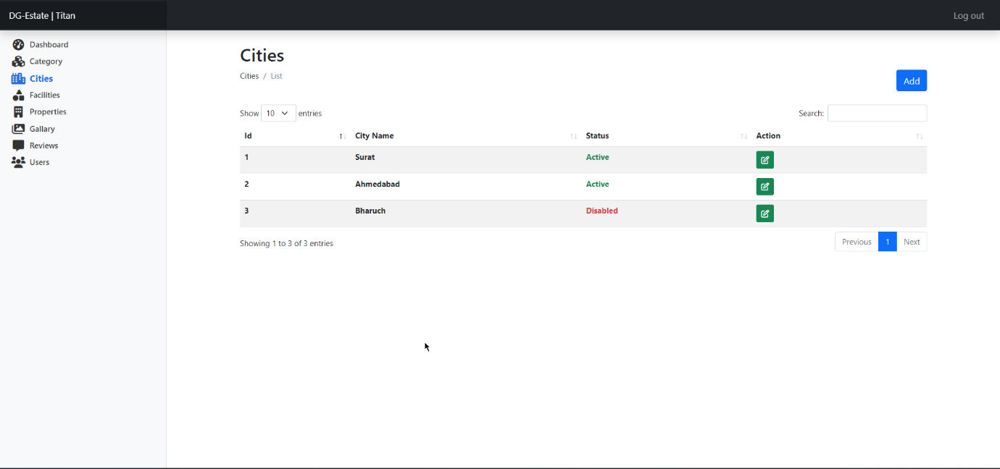 DG-Estate | Titan
Log out
Dashboard
Category
Cities
Facilities
Properties
Gallary
Reviews
Users
Cities
Cities / List
Add
Show 10 entries
Search:
Id City Name Status Action
1 Surat Active
2 Ahmedabad Active
3 Bharuch Disabled
Showing 1 to 3 of 3 entries
Previous 1 Next